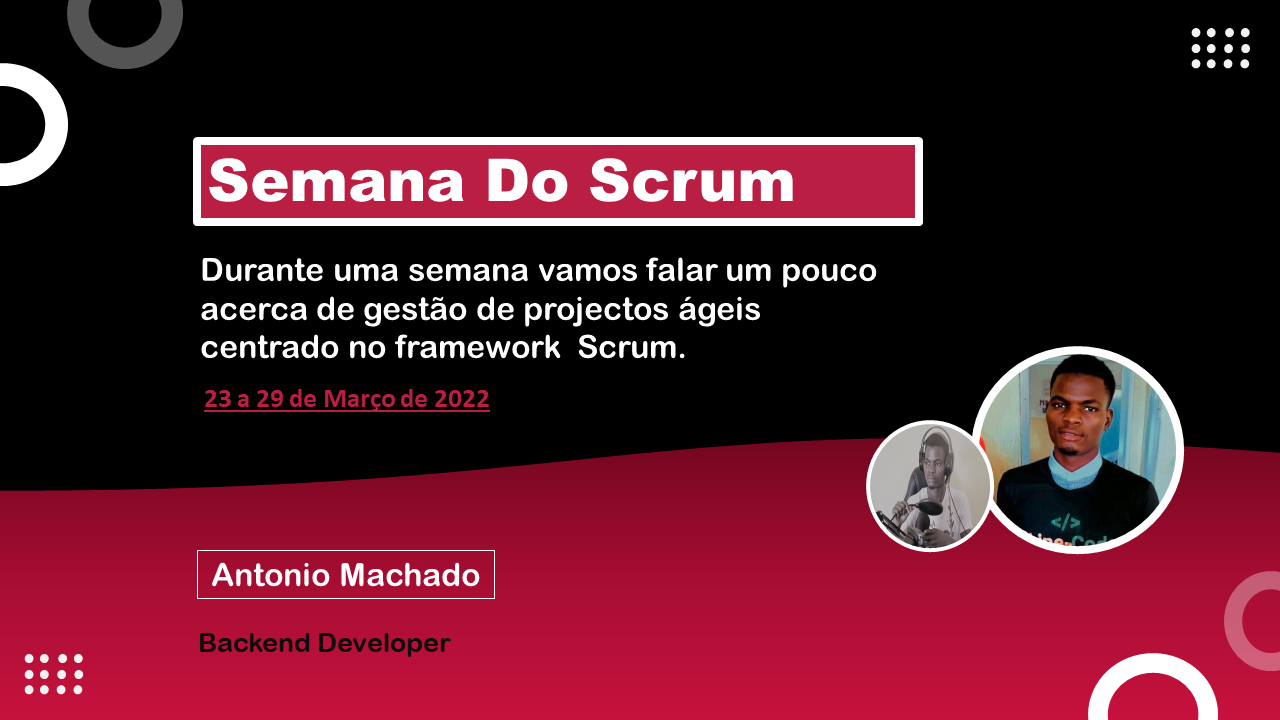 Semana Do Scrum
Durante uma semana vamos falar um pouco
acerca de gestão de projectos ágeis
centrado no framework Scrum.
23 a 29 de Março de 2022
</>
Antonio Machado
Backend Developer